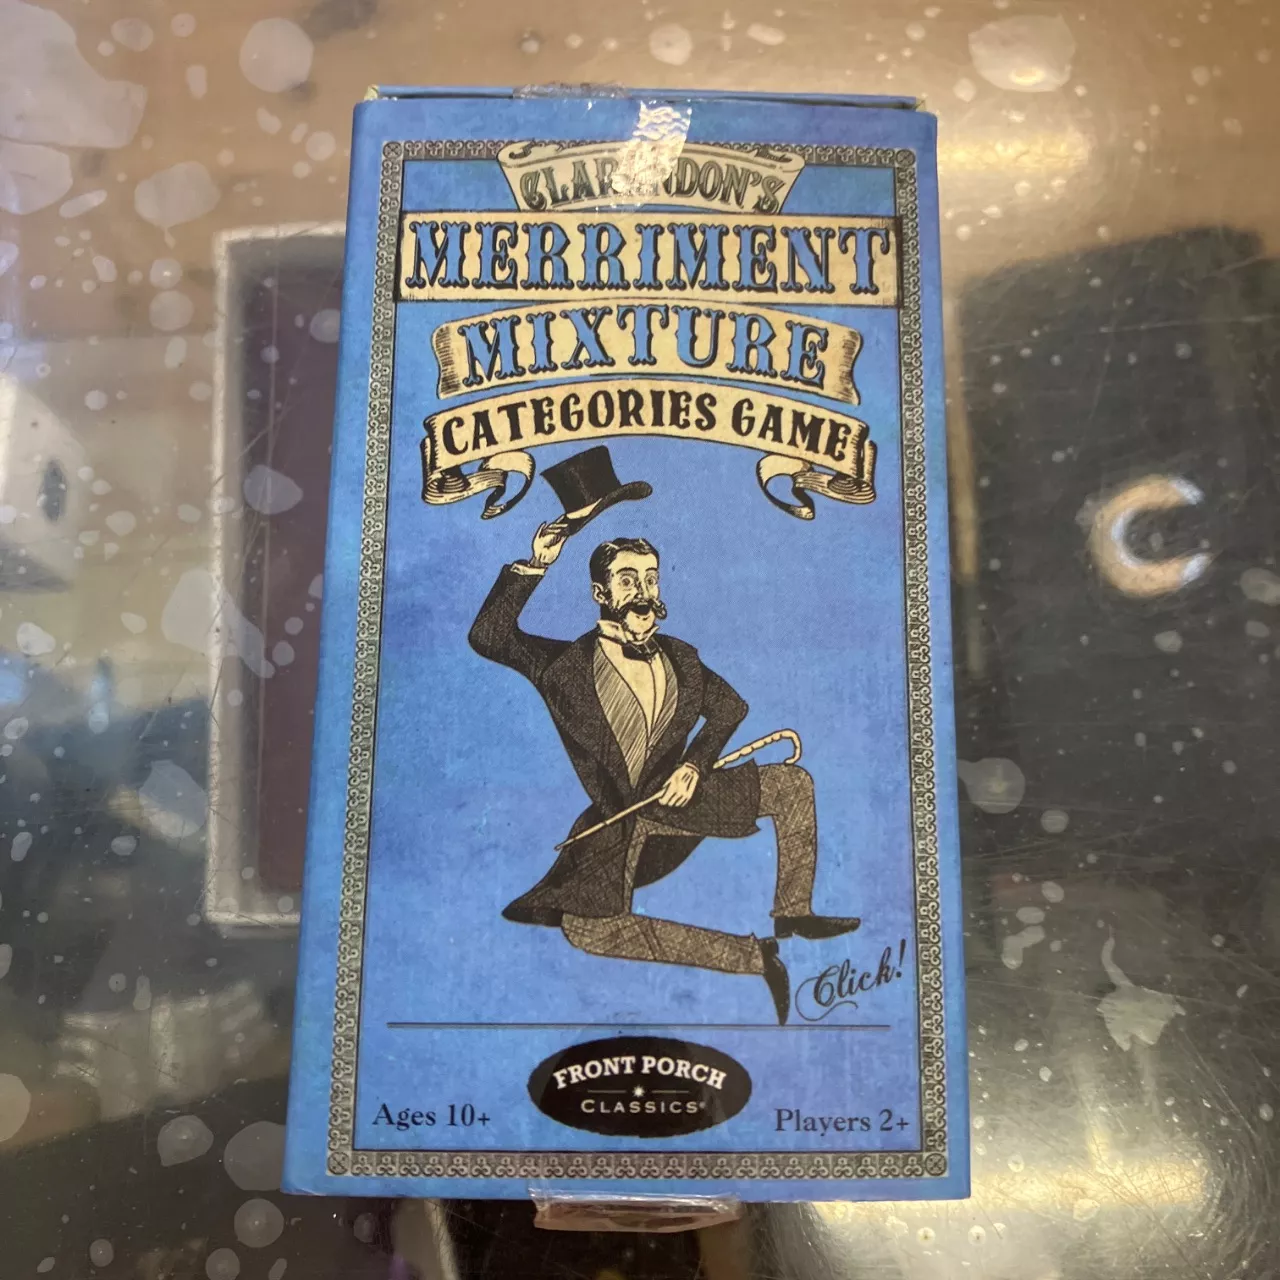 CLARENDON'S
MERRIMENT
MIXTURE
CATEGORIES GAME
Click!
FRONT PORCH
CLASSICS®
Ages 10+
Players 2+